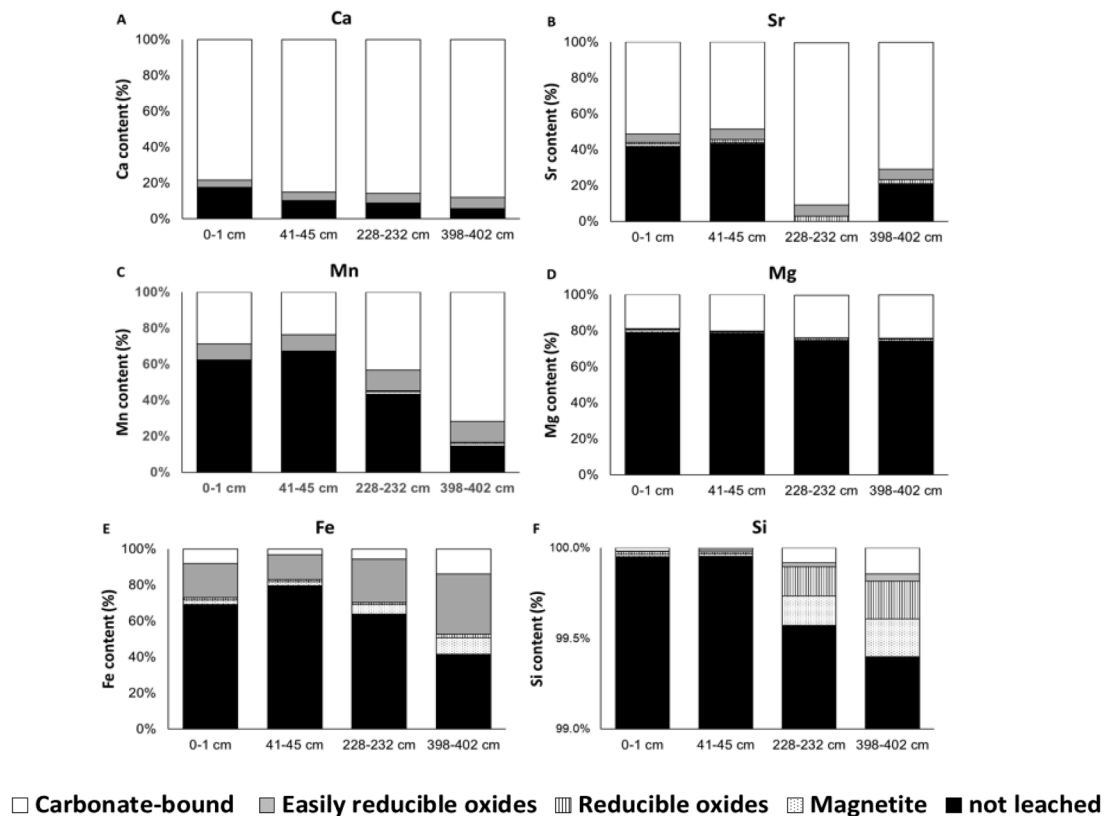 A Ca
Ca content (%)
100%
80%
60%
40%
20%
0%
0-1 cm 41-45 cm 228-232 cm 398-402 cm
B Sr
Sr content (%)
100%
80%
60%
40%
20%
0%
0-1 cm 41-45 cm 228-232 cm 398-402 cm
C Mn
Mn content (%)
100%
80%
60%
40%
20%
0%
0-1 cm 41-45 cm 228-232 cm 398-402 cm
D Mg
Mg content (%)
100%
80%
60%
40%
20%
0%
0-1 cm 41-45 cm 228-232 cm 398-402 cm
E Fe
Fe content (%)
100%
80%
60%
40%
20%
0%
0-1 cm 41-45 cm 228-232 cm 398-402 cm
F Si
Si content (%)
100.0%
99.5%
99.0%
0-1 cm 41-45 cm 228-232 cm 398-402 cm
Carbonate-bound Easily reducible oxides Reducible oxides Magnetite not leached